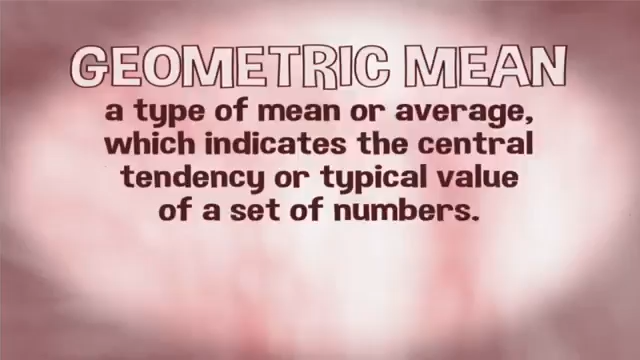 GEOMETRIC MEAN
a type of mean or average,
which indicates the central
tendency or typical value
of a set of numbers.